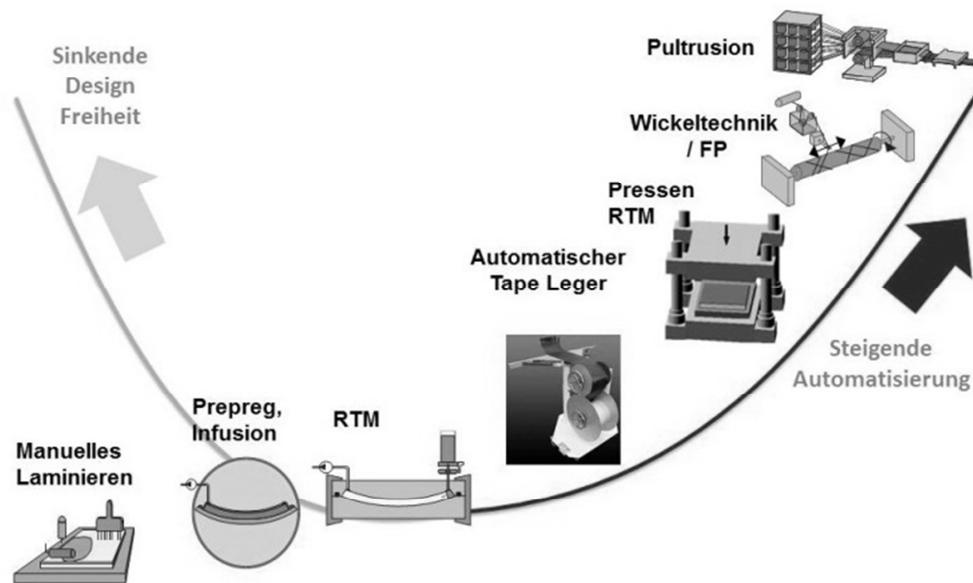 Sinkende
Design
Freiheit
Pultrusion
Wickeltechnik
/ FP
Pressen
RTM
Automatischer
Tape Leger
Steigende
Automatisierung
Prepreg,
Infusion
RTM
Manuelles
Laminieren